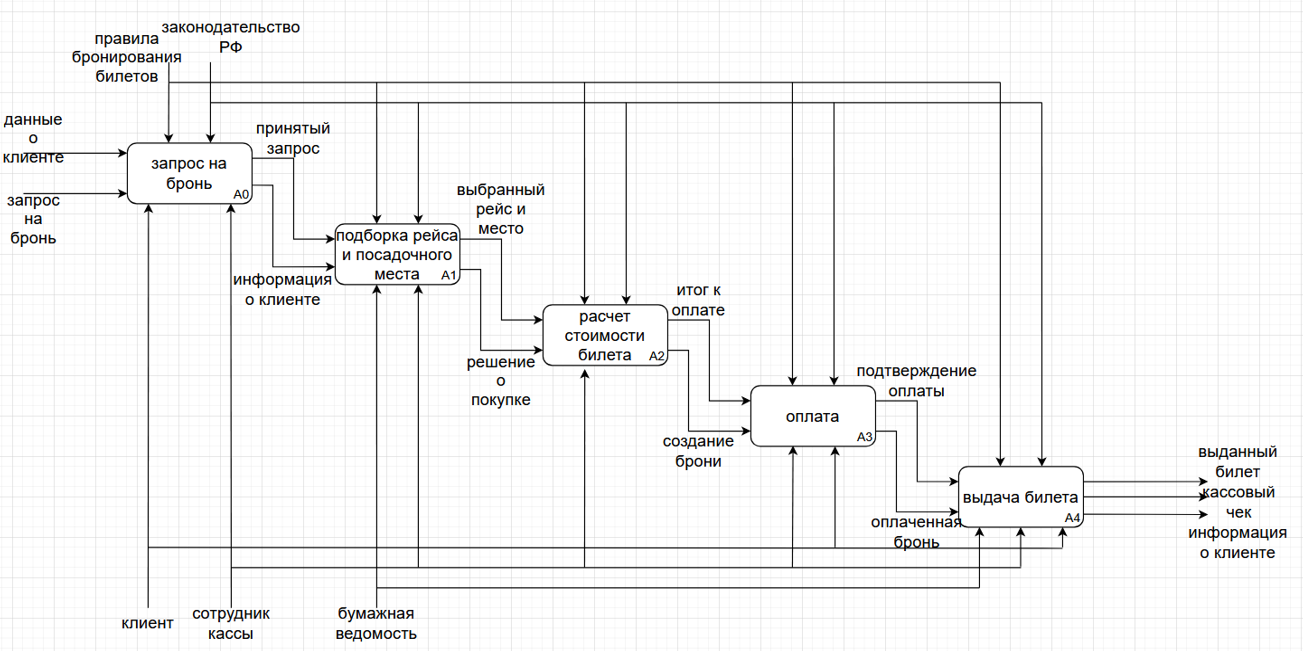 законодательство
РФ
правила
бронирования
билетов
данные
о
клиенте
запрос
на
бронь
запрос на
бронь
A0
принятый
запрос
информация
о клиенте
подборка рейса
и посадочного
места
A1
выбранный
рейс и
место
решение
о
покупке
расчет
стоимости
билета
A2
итог к
оплате
создание
брони
оплата
A3
подтверждение
оплаты
оплаченная
бронь
выдача билета
A4
выданный
билет
кассовый
чек
информация
о клиенте
клиент
сотрудник
кассы
бумажная
ведомость